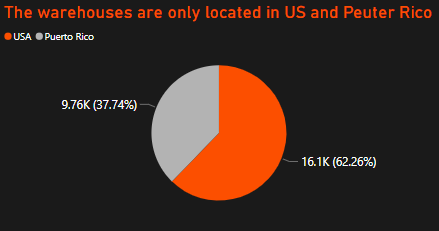 The warehouses are only located in US and Peuter Rico
USA Puerto Rico
9.76K (37.74%)
16.1K (62.26%)